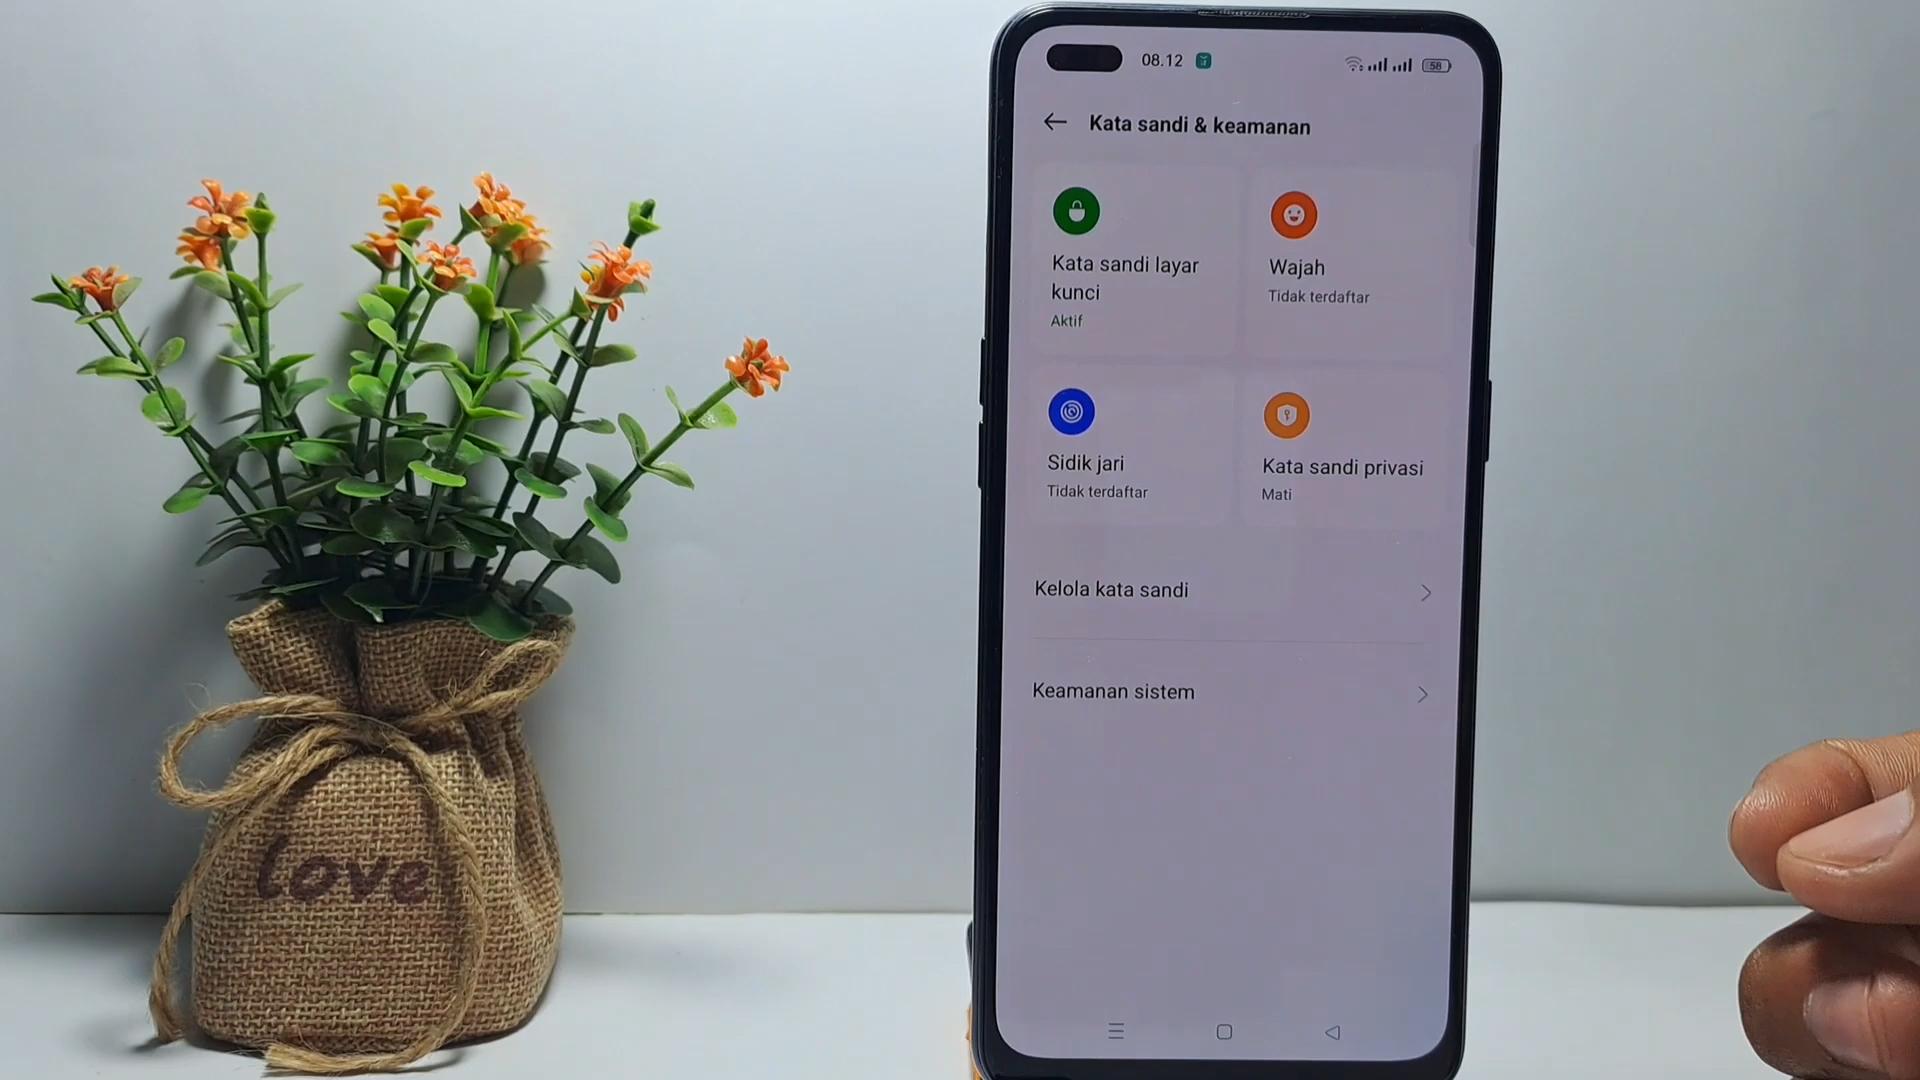 08.12
58
Kata sandi & keamanan
Kata sandi layar
kunci
Aktif
Wajah
Tidak terdaftar
Sidik jari
Tidak terdaftar
Kata sandi privasi
Mati
Kelola kata sandi
Keamanan sistem
love